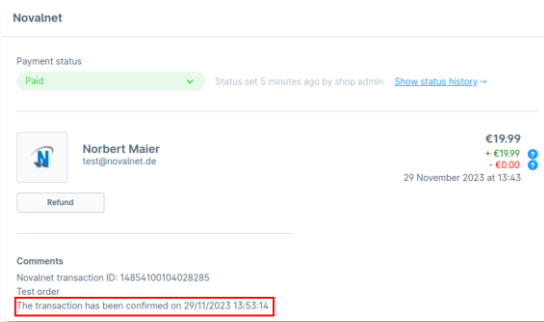 Novalnet
Payment status
Paid
Status set 5 minutes ago by shop admin Show status history →
N
Norbert Maier
test@novalnet.de
€19.99
+ €19.99 ?
- €0.00 ?
29 November 2023 at 13:43
Refund
Comments
Novalnet transaction ID: 14854100104028285
Test order
The transaction has been confirmed on 29/11/2023 13:53:14